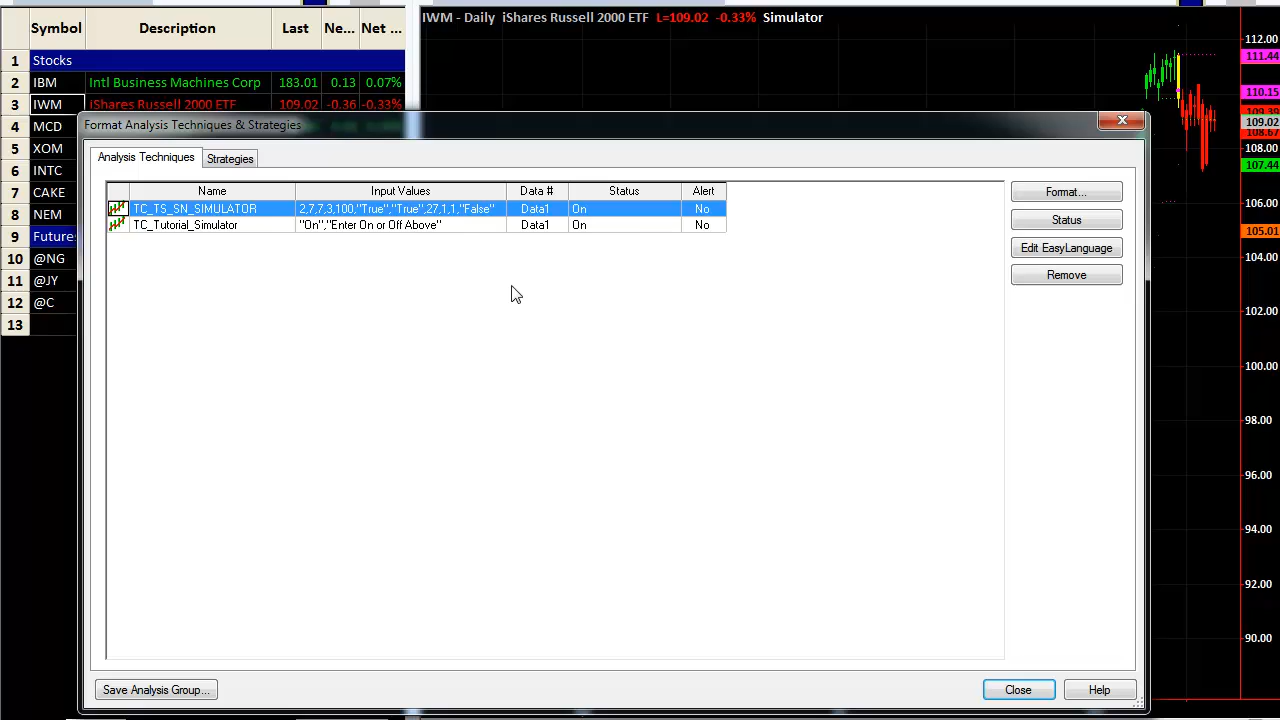 Symbol Description Last Ne... Net ...
1 Stocks
2 IBM Intl Business Machines Corp 183.01 0.13 0.07%
3 IWM iShares Russell 2000 ETF 109.02 -0.36 -0.33%
4 MCD
5 XOM
6 INTC
7 CAKE
8 NEM
9 Futures
10 @NG
11 @JY
12 @C
13
IWM - Daily iShares Russell 2000 ETF L=109.02 -0.33% Simulator
112.00
111.44
110.15
109.39
109.02
108.67
108.00
107.44
106.00
105.01
104.00
102.00
100.00
98.00
96.00
94.00
92.00
90.00
Format Analysis Techniques & Strategies
Analysis Techniques Strategies
Name Input Values Data # Status Alert
TC_TS_SN_SIMULATOR 2,7,7,3,100,"True","True",27,1,1,"False" Data1 On No
TC_Tutorial_Simulator "On","Enter On or Off Above" Data1 On No
Format...
Status
Edit EasyLanguage
Remove
Save Analysis Group... Close Help